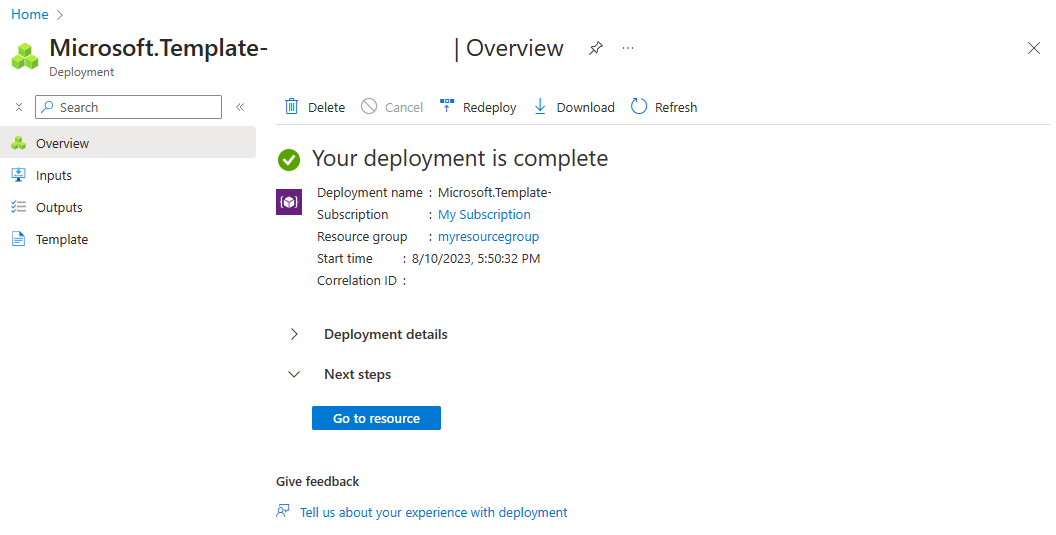 Home
Microsoft.Template- | Overview
Deployment
Search
Delete Cancel Redeploy Download Refresh
Overview
Inputs
Outputs
Template
Your deployment is complete
Deployment name : Microsoft.Template-
Subscription : My Subscription
Resource group : myresourcegroup
Start time : 8/10/2023, 5:50:32 PM
Correlation ID :
Deployment details
Next steps
Go to resource
Give feedback
Tell us about your experience with deployment